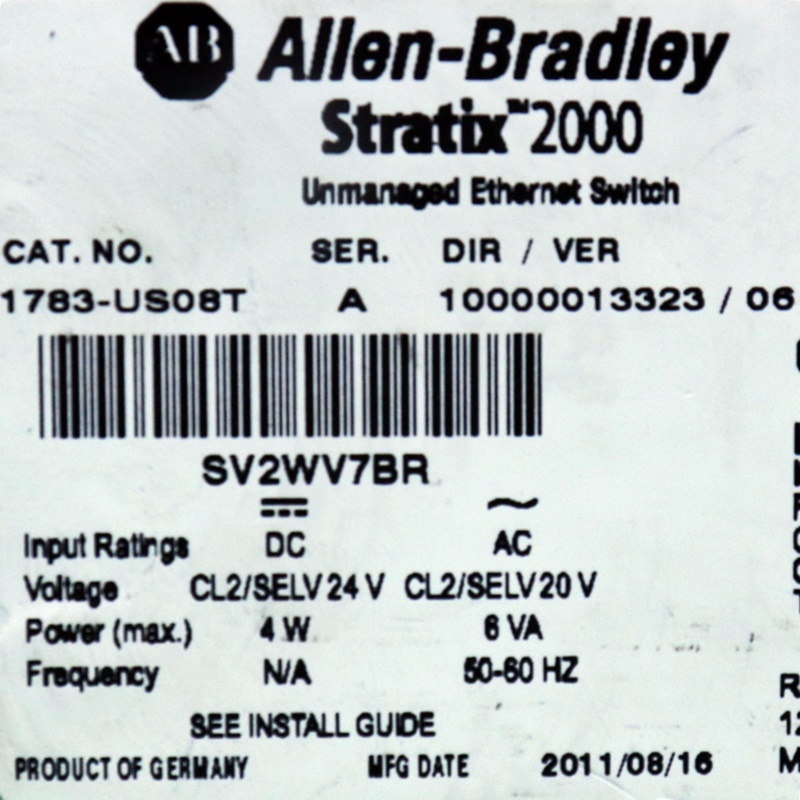 AB Allen-Bradley
Stratix™2000
Unmanaged Ethernet Switch
CAT. NO. SER. DIR / VER
1783-US08T A 10000013323 / 06
SV2WV7BR
Input Ratings DC AC
Voltage CL2/SELV 24 V CL2/SELV 20 V
Power (max.) 4 W 6 VA
Frequency N/A 50-60 HZ
SEE INSTALL GUIDE
PRODUCT OF GERMANY MFG DATE 2011/08/16